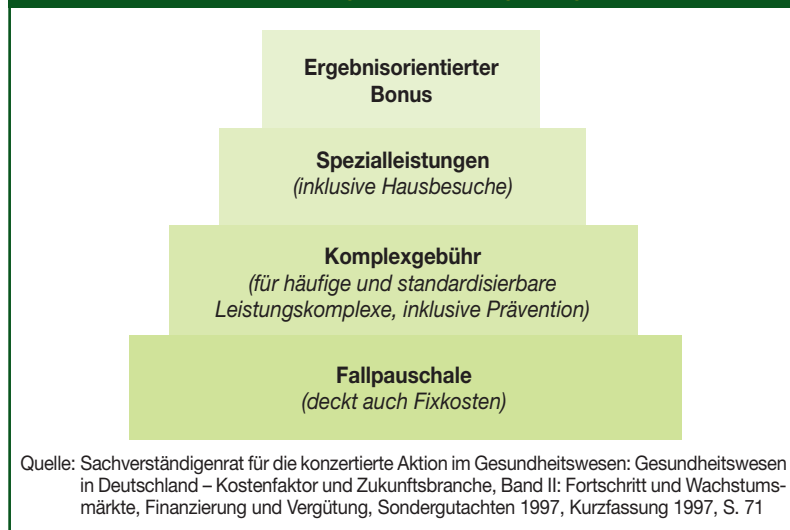 Ergebnisorientierter
Bonus
Spezialleistungen
(inklusive Hausbesuche)
Komplexgebühr
(für häufige und standardisierbare
Leistungskomplexe, inklusive Prävention)
Fallpauschale
(deckt auch Fixkosten)
Quelle: Sachverständigenrat für die konzertierte Aktion im Gesundheitswesen: Gesundheitswesen
in Deutschland – Kostenfaktor und Zukunftsbranche, Band II: Fortschritt und Wachstums-
märkte, Finanzierung und Vergütung, Sondergutachten 1997, Kurzfassung 1997, S. 71